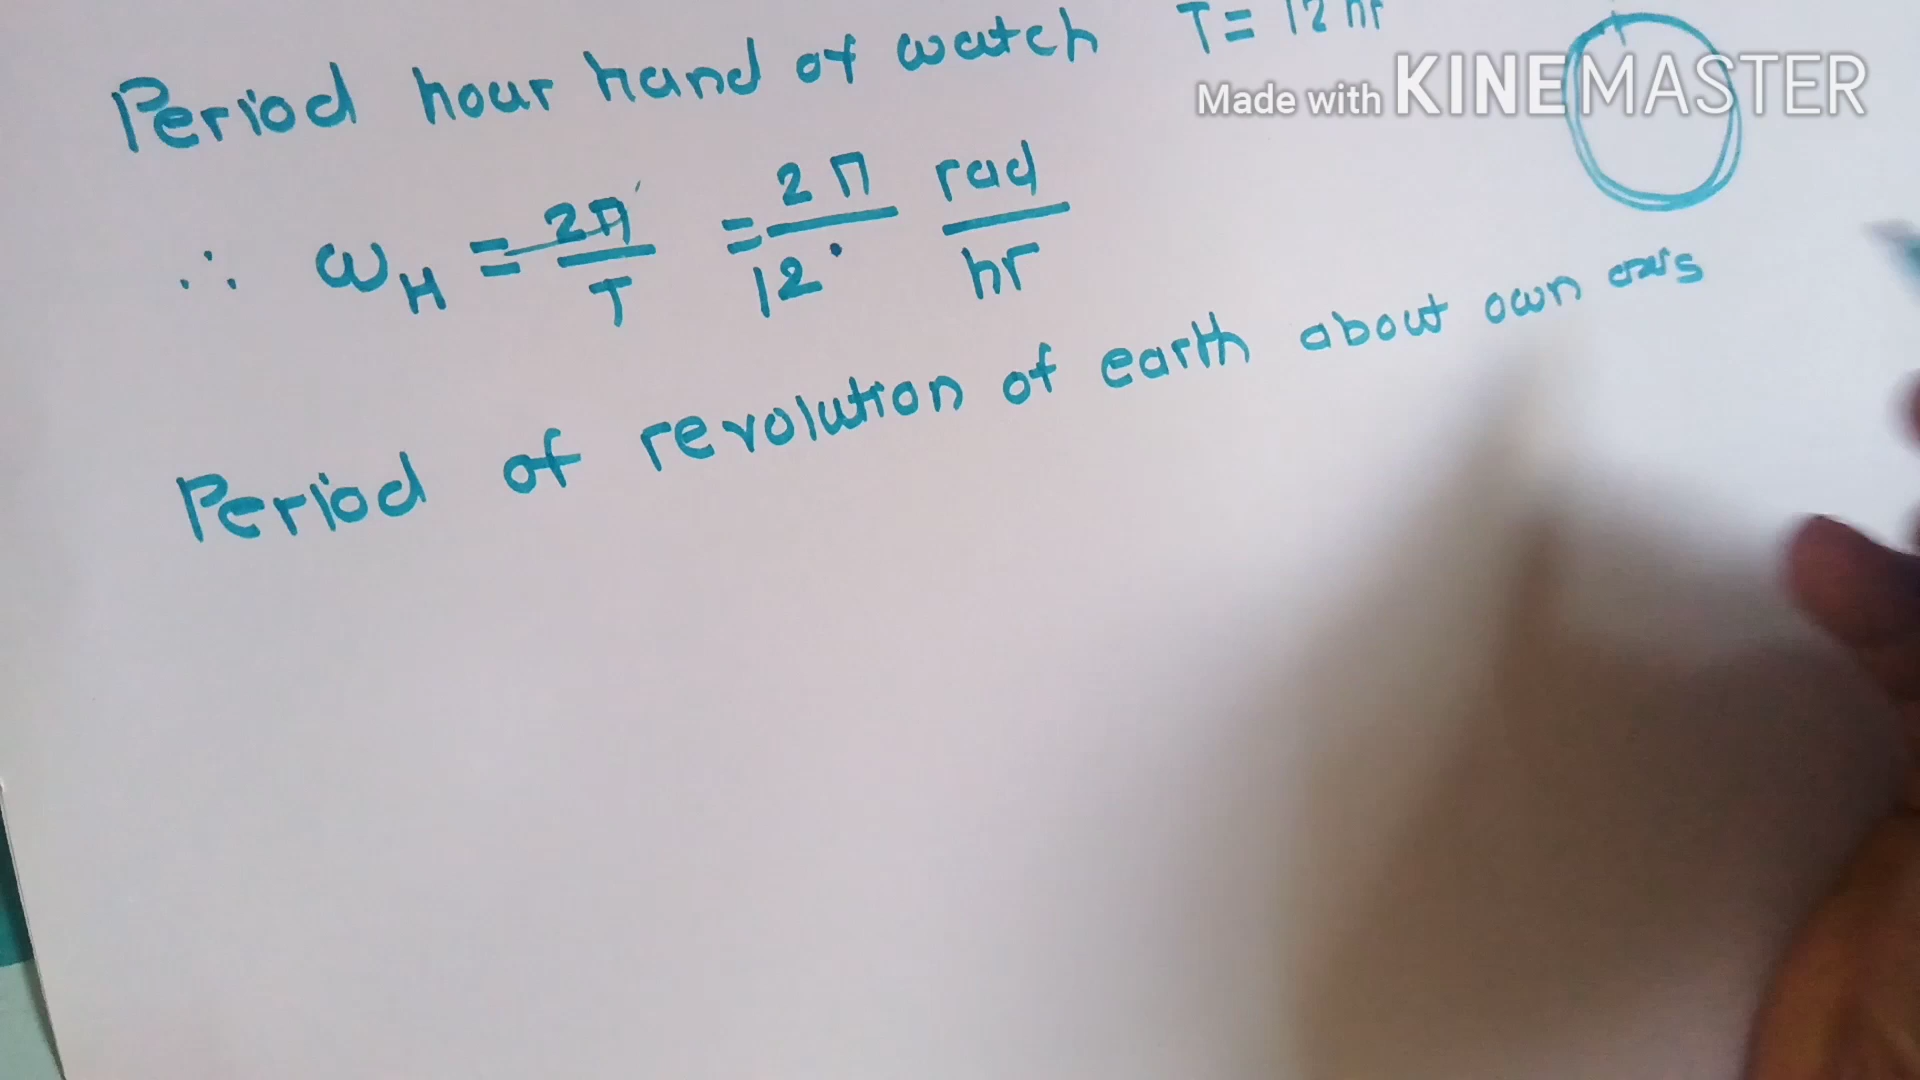 Period hour hand of watch T = 12 hr
Made with KINEMASTER
∴ ωH = 2π/T = 2π/12 rad/hr
Period of revolution of earth about own axis